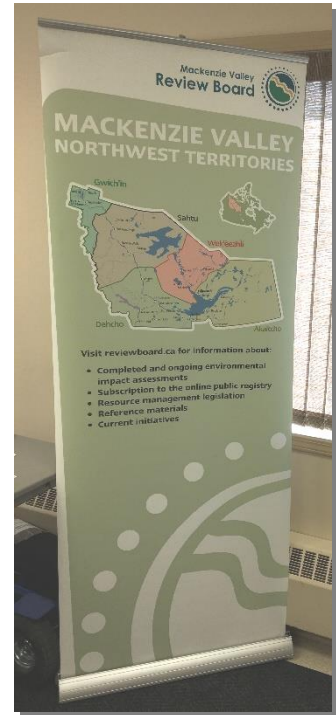 Mackenzie Valley
Review Board
MACKENZIE VALLEY
NORTHWEST TERRITORIES
Gwich'in
Sahtu
Wek'èezhìi
Dehcho
Akaitcho
Visit reviewboard.ca for information about:
• Completed and ongoing environmental
impact assessments
• Subscription to the online public registry
• Resource management legislation
• Reference materials
• Current initiatives